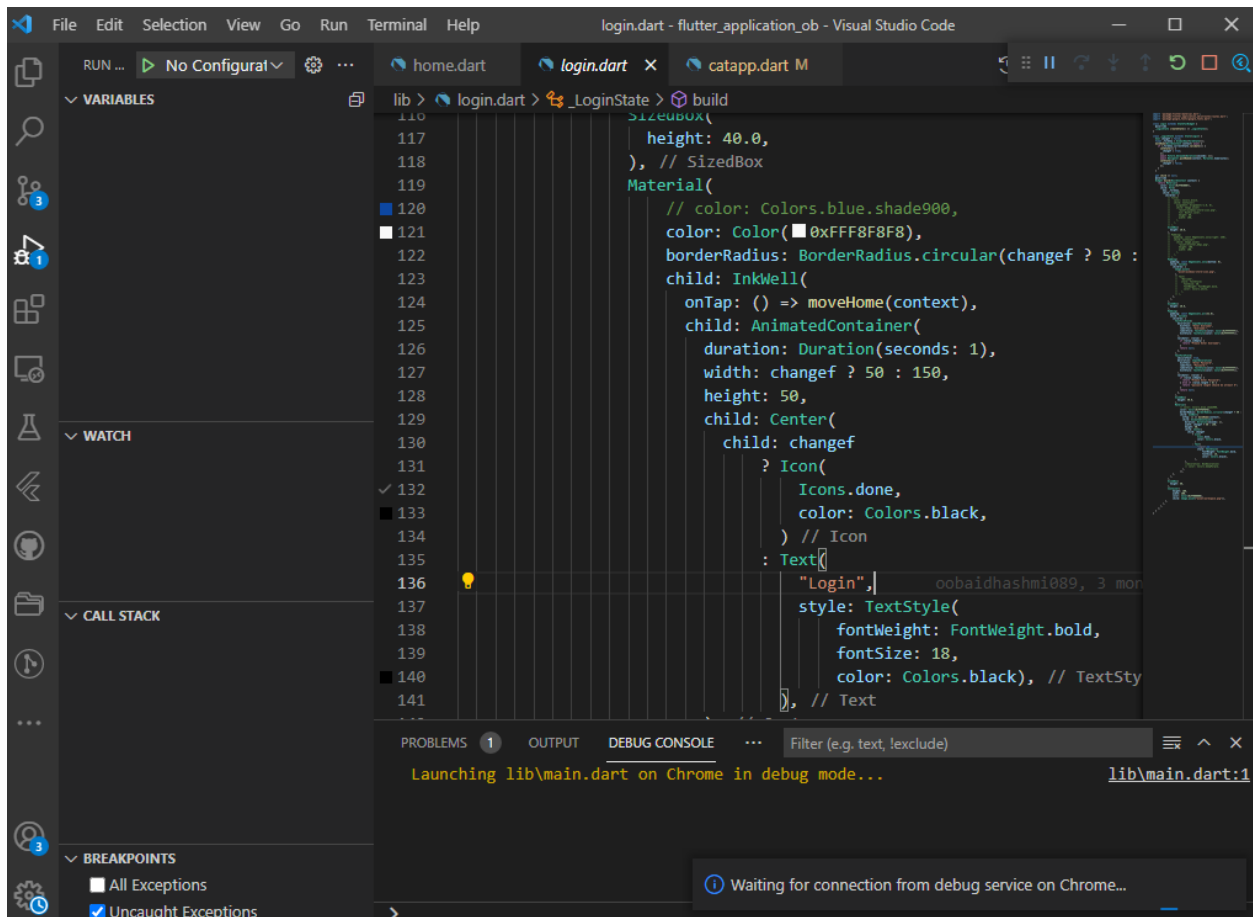 File Edit Selection View Go Run Terminal Help login.dart - flutter_application_ob - Visual Studio Code
RUN ... No Configurat
home.dart login.dart catapp.dart M
VARIABLES
lib > login.dart > _LoginState > build
116 SizedBox(
117 height: 40.0,
118 ), // SizedBox
119 Material(
120 // color: Colors.blue.shade900,
121 color: Color(0xFFF8F8F8),
122 borderRadius: BorderRadius.circular(changef ? 50 :
123 child: InkWell(
124 onTap: () => moveHome(context),
125 child: AnimatedContainer(
126 duration: Duration(seconds: 1),
127 width: changef ? 50 : 150,
128 height: 50,
129 child: Center(
130 child: changef
131 ? Icon(
132 Icons.done,
133 color: Colors.black,
134 ) // Icon
135 : Text(
136 "Login", oobaidhashmi089, 3 mon
137 style: TextStyle(
138 fontWeight: FontWeight.bold,
139 fontSize: 18,
140 color: Colors.black), // TextSty
141 ), // Text
WATCH
CALL STACK
BREAKPOINTS
All Exceptions
Uncaught Exceptions
3
1
3
PROBLEMS 1 OUTPUT DEBUG CONSOLE ... Filter (e.g. text, !exclude)
Launching lib\main.dart on Chrome in debug mode... lib\main.dart:1
Waiting for connection from debug service on Chrome...